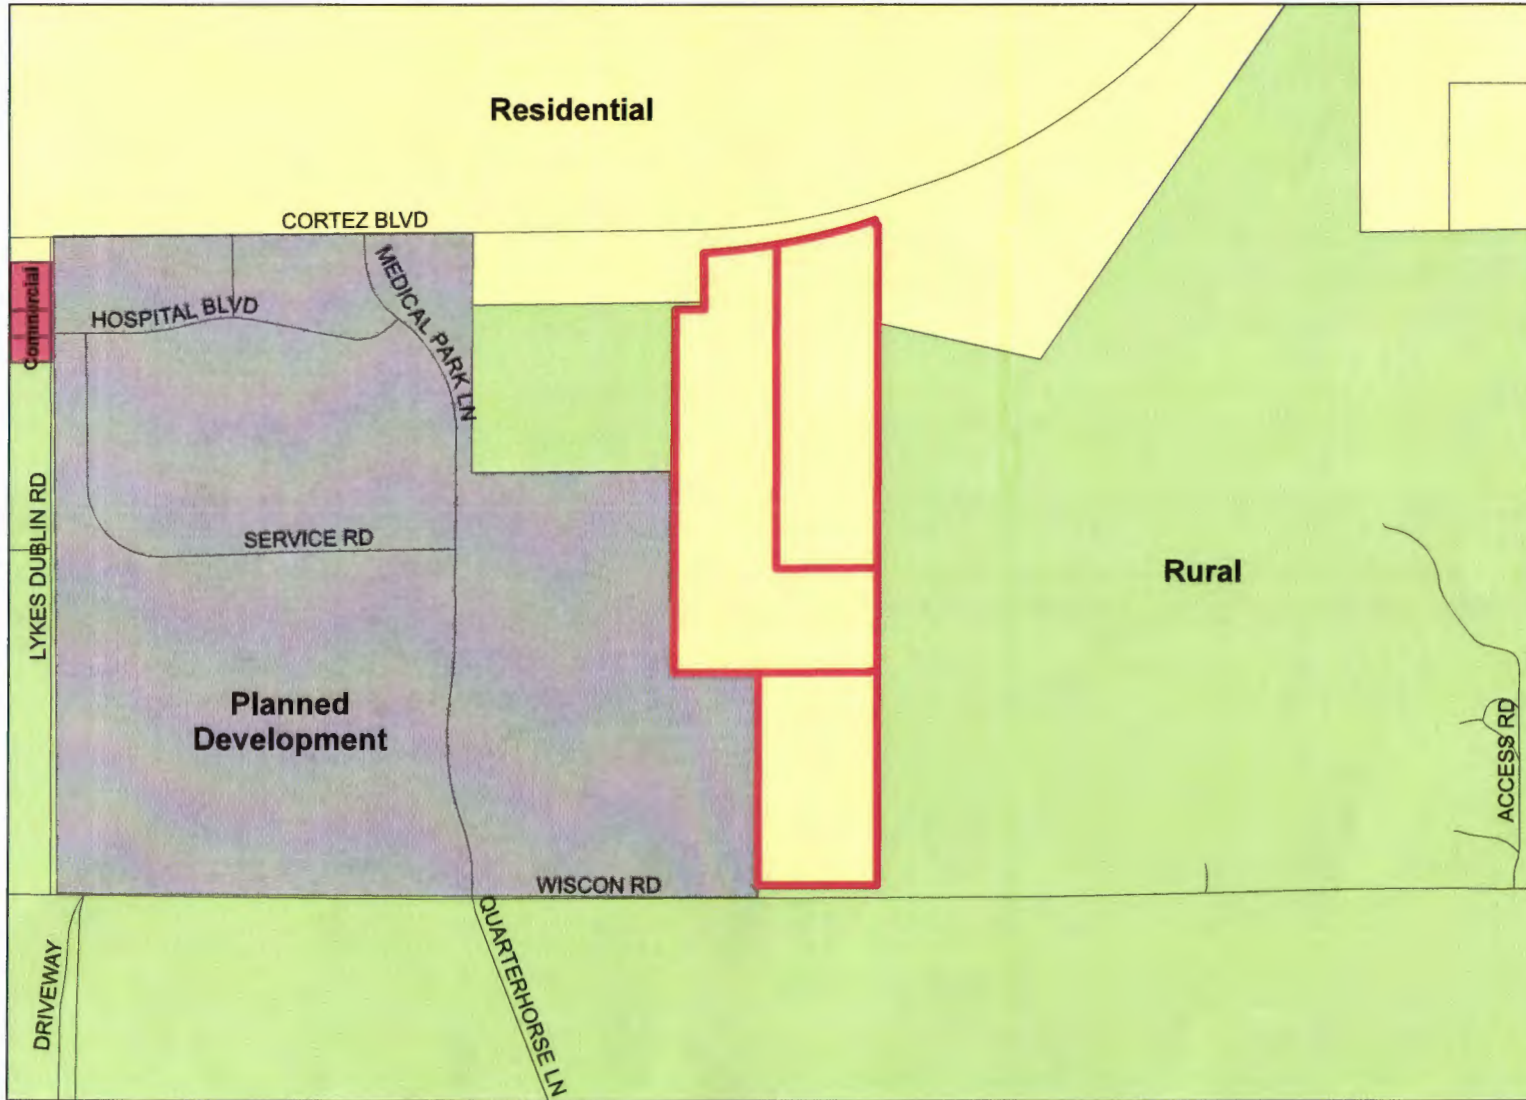 Residential
CORTEZ BLVD
MEDICAL PARK LN
HOSPITAL BLVD
Commercial
LYKES DUBLIN RD
SERVICE RD
Rural
Planned
Development
ACCESS RD
WISCON RD
QUARTERHORSE LN
DRIVEWAY